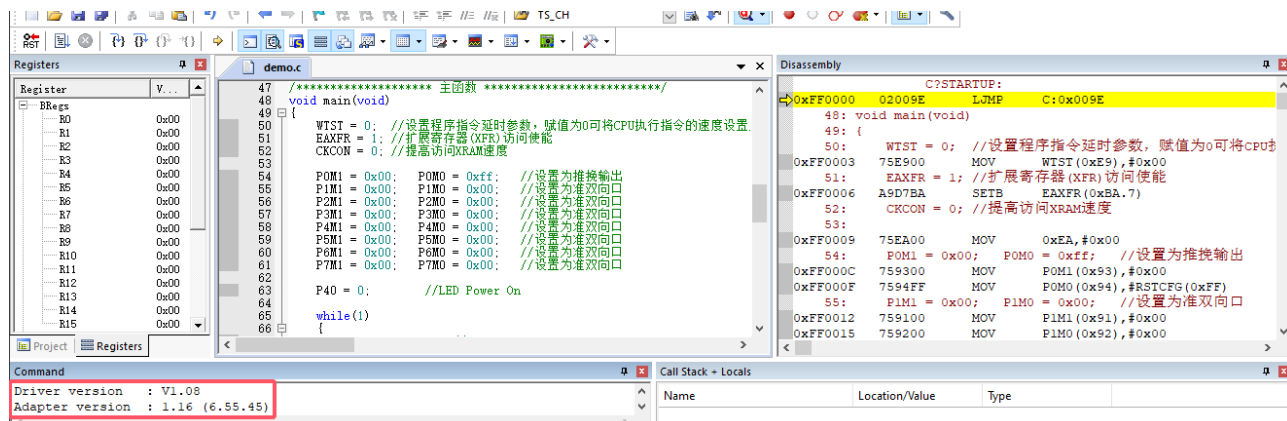 TS_CH
RST
Registers
Register V...
BRegs
R0 0x00
R1 0x00
R2 0x00
R3 0x00
R4 0x00
R5 0x00
R6 0x00
R7 0x00
R8 0x00
R9 0x00
R10 0x00
R11 0x00
R12 0x00
R13 0x00
R14 0x00
R15 0x00
Project Registers
demo.c
47 /******************** 主函数 **************************/
48 void main(void)
49 {
50 WTST = 0; //设置程序指令延时参数，赋值为0可将CPU执行指令的速度设置
51 EAXFR = 1; //扩展寄存器(XFR)访问使能
52 CKCON = 0; //提高访问XRAM速度
53
54 P0M1 = 0x00; P0M0 = 0xff; //设置为推挽输出
55 P1M1 = 0x00; P1M0 = 0x00; //设置为准双向口
56 P2M1 = 0x00; P2M0 = 0x00; //设置为准双向口
57 P3M1 = 0x00; P3M0 = 0x00; //设置为准双向口
58 P4M1 = 0x00; P4M0 = 0x00; //设置为准双向口
59 P5M1 = 0x00; P5M0 = 0x00; //设置为准双向口
60 P6M1 = 0x00; P6M0 = 0x00; //设置为准双向口
61 P7M1 = 0x00; P7M0 = 0x00; //设置为准双向口
62
63 P40 = 0; //LED Power On
64
65 while(1)
66 {
Disassembly
C?STARTUP:
0xFF0000 02009E LJMP C:0x009E
48: void main(void)
49: {
50: WTST = 0; //设置程序指令延时参数，赋值为0可将CPU执
0xFF0003 75E900 MOV WTST(0xE9),#0x00
51: EAXFR = 1; //扩展寄存器(XFR)访问使能
0xFF0006 A9D7BA SETB EAXFR(0xBA.7)
52: CKCON = 0; //提高访问XRAM速度
53:
0xFF0009 75EA00 MOV 0xEA,#0x00
54: P0M1 = 0x00; P0M0 = 0xff; //设置为推挽输出
0xFF000C 759300 MOV P0M1(0x93),#0x00
0xFF000F 7594FF MOV P0M0(0x94),#RSTCFG(0xFF)
55: P1M1 = 0x00; P1M0 = 0x00; //设置为准双向口
0xFF0012 759100 MOV P1M1(0x91),#0x00
0xFF0015 759200 MOV P1M0(0x92),#0x00
Command
Driver version : V1.08
Adapter version : 1.16 (6.55.45)
Call Stack + Locals
Name Location/Value Type